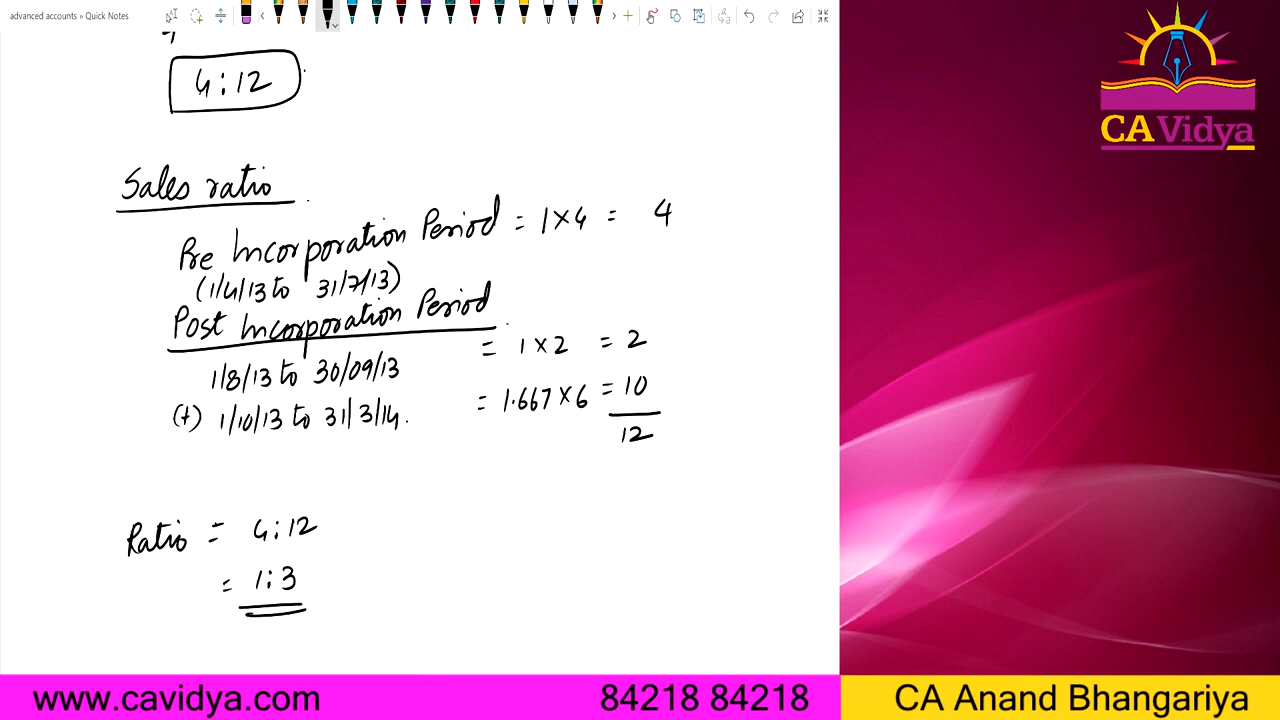 advanced accounts » Quick Notes
4:12
CA Vidya
Sales ratio
Pre Incorporation Period = 1×4 = 4
(1/4/13 to 31/7/13)
Post Incorporation Period
1/8/13 to 30/09/13 = 1×2 = 2
(+) 1/10/13 to 31/3/14. = 1.667×6 = 10
12
Ratio = 4:12
= 1:3
www.cavidya.com 84218 84218 CA Anand Bhangariya